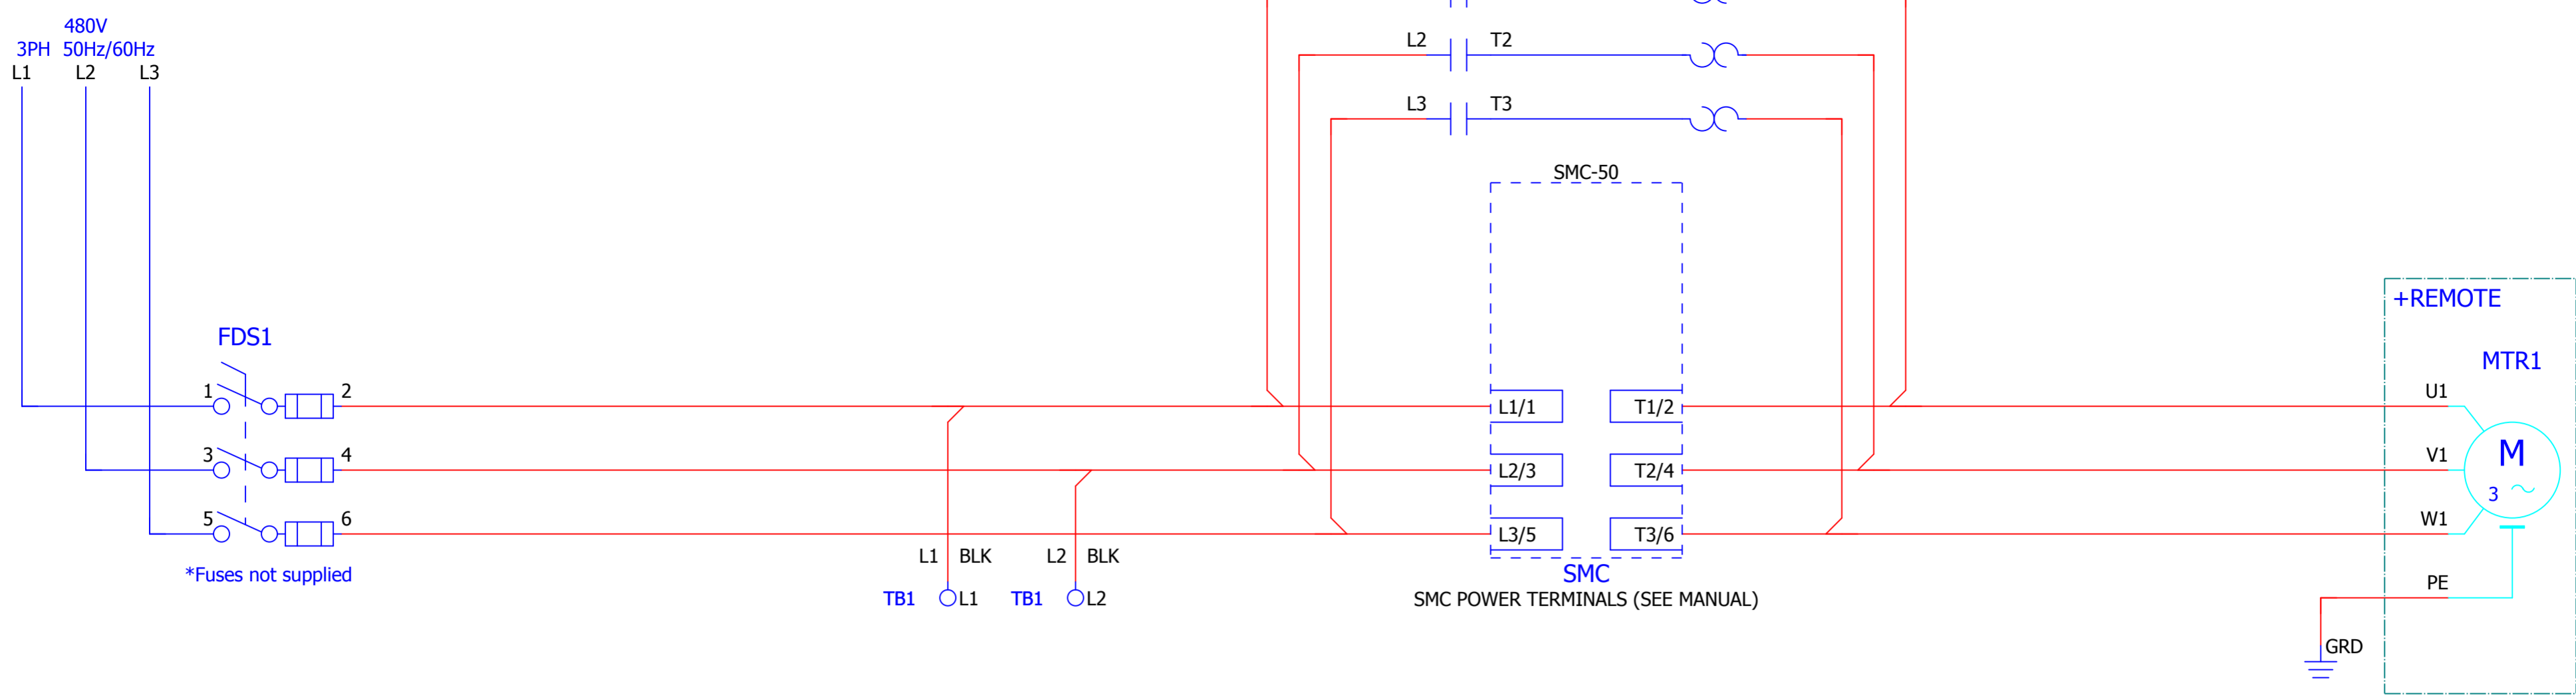 480V
3PH 50Hz/60Hz
L1 L2 L3
L2 T2
L3 T3
SMC-50
+REMOTE
FDS1
MTR1
1 2 L1/1 T1/2 U1
3 4 L2/3 T2/4 V1 M
3
5 6 L3/5 T3/6 W1
L1 BLK L2 BLK
*Fuses not supplied
SMC
PE
TB1 L1 TB1 L2 SMC POWER TERMINALS (SEE MANUAL)
GRD